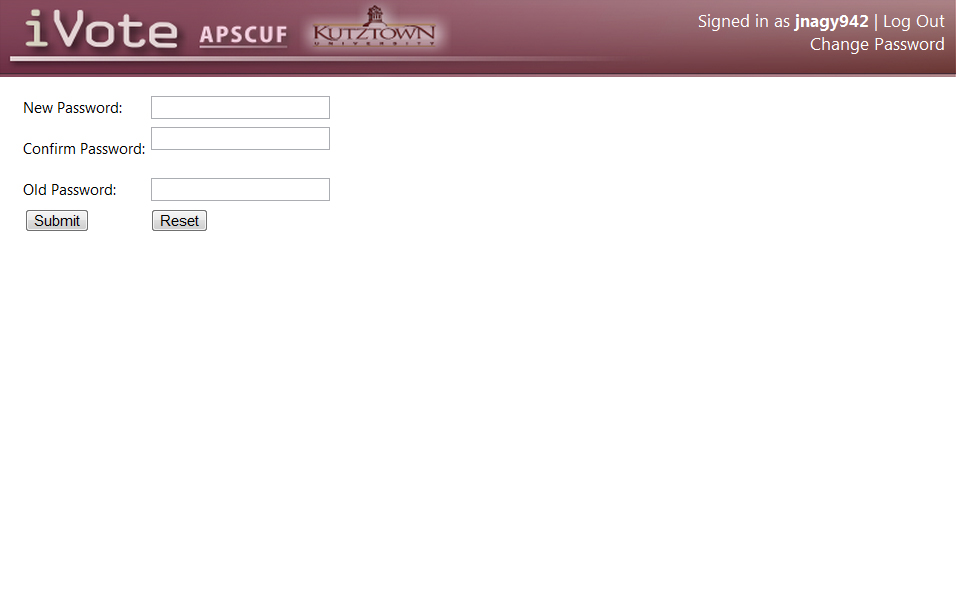 iVote APSCUF KUTZTOWN UNIVERSITY
Signed in as jnagy942 | Log Out
Change Password
New Password:
Confirm Password:
Old Password:
Submit Reset